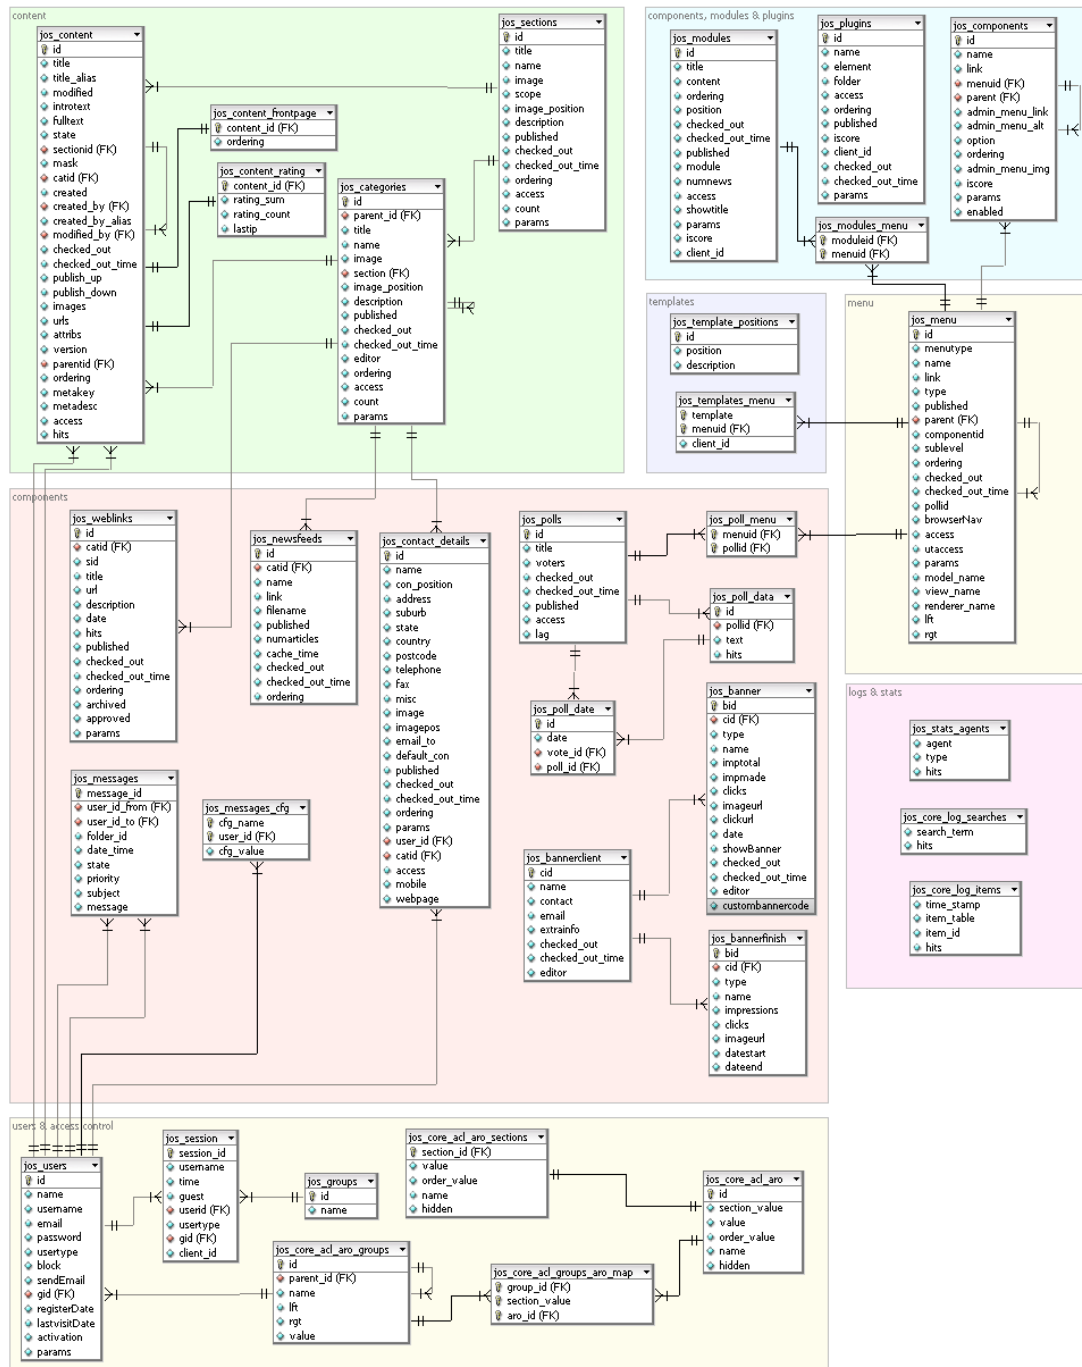 content
jos_content
id
title
title_alias
modified
introtext
fulltext
state
sectionid (FK)
mask
catid (FK)
created
created_by (FK)
created_by_alias
modified_by (FK)
checked_out
checked_out_time
publish_up
publish_down
images
urls
attribs
version
parentid (FK)
ordering
metakey
metadesc
access
hits
jos_content_frontpage
content_id (FK)
ordering
jos_content_rating
content_id (FK)
rating_sum
rating_count
lastip
jos_categories
id
parent_id (FK)
title
name
image
section (FK)
image_position
description
published
checked_out
checked_out_time
editor
ordering
access
count
params
jos_sections
id
title
name
image
scope
image_position
description
published
checked_out
checked_out_time
ordering
access
count
params
components, modules & plugins
jos_modules
id
title
content
ordering
position
checked_out
checked_out_time
published
module
numnews
access
showtitle
params
iscore
client_id
jos_plugins
id
name
element
folder
access
ordering
published
iscore
client_id
checked_out
checked_out_time
params
jos_modules_menu
moduleid (FK)
menuid (FK)
jos_components
id
name
link
menuid (FK)
parent (FK)
admin_menu_link
admin_menu_alt
option
ordering
admin_menu_img
iscore
params
enabled
templates
jos_template_positions
id
position
description
jos_templates_menu
template
menuid (FK)
client_id
menu
jos_menu
id
menutype
name
link
type
published
parent (FK)
componentid
sublevel
ordering
checked_out
checked_out_time
pollid
browserNav
access
utaccess
params
model_name
view_name
renderer_name
lft
rgt
components
jos_weblinks
id
catid (FK)
sid
title
url
description
date
hits
published
checked_out
checked_out_time
ordering
archived
approved
params
jos_newsfeeds
id
catid (FK)
name
link
filename
published
numarticles
cache_time
checked_out
checked_out_time
ordering
jos_contact_details
id
name
con_position
address
suburb
state
country
postcode
telephone
fax
misc
image
imagepos
email_to
default_con
published
checked_out
checked_out_time
ordering
params
user_id (FK)
catid (FK)
access
mobile
webpage
jos_polls
id
title
voters
checked_out
checked_out_time
published
access
lag
jos_poll_menu
menuid (FK)
pollid (FK)
jos_poll_data
id
pollid (FK)
text
hits
jos_poll_date
id
date
vote_id (FK)
poll_id (FK)
jos_banner
bid
cid (FK)
type
name
imptotal
impmade
clicks
imageurl
clickurl
date
showBanner
checked_out
checked_out_time
editor
custombannercode
jos_messages
message_id
user_id_from (FK)
user_id_to (FK)
folder_id
date_time
state
priority
subject
message
jos_messages_cfg
cfg_name
user_id (FK)
cfg_value
jos_bannerclient
cid
name
contact
email
extrainfo
checked_out
checked_out_time
editor
jos_bannerfinish
bid
cid (FK)
type
name
impressions
clicks
imageurl
datestart
dateend
logs & stats
jos_stats_agents
agent
type
hits
jos_core_log_searches
search_term
hits
jos_core_log_items
time_stamp
item_table
item_id
hits
users & access control
jos_users
id
name
username
email
password
usertype
block
sendEmail
gid (FK)
registerDate
lastvisitDate
activation
params
jos_session
session_id
username
time
guest
userid (FK)
usertype
gid (FK)
client_id
jos_groups
id
name
jos_core_acl_aro_sections
section_id (FK)
value
order_value
name
hidden
jos_core_acl_aro
id
section_value
value
order_value
name
hidden
jos_core_acl_aro_groups
id
parent_id (FK)
name
lft
rgt
value
jos_core_acl_groups_aro_map
group_id (FK)
section_value
aro_id (FK)